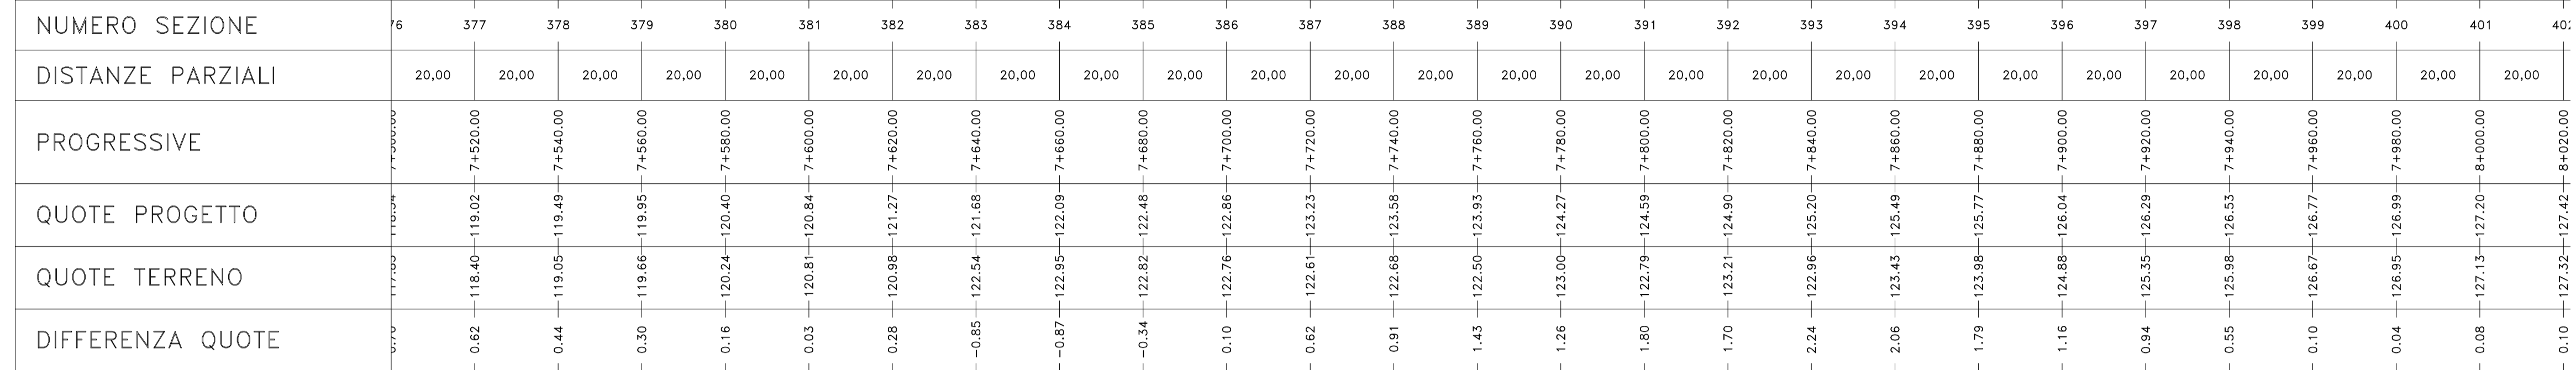 NUMERO SEZIONE 76 377 378 379 380 381 382 383 384 385 386 387 388 389 390 391 392 393 394 395 396 397 398 399 400 401 402
DISTANZE PARZIALI 20,00 20,00 20,00 20,00 20,00 20,00 20,00 20,00 20,00 20,00 20,00 20,00 20,00 20,00 20,00 20,00 20,00 20,00 20,00 20,00 20,00 20,00 20,00 20,00 20,00 20,00
PROGRESSIVE 7+520.00 7+540.00 7+560.00 7+580.00 7+600.00 7+620.00 7+640.00 7+660.00 7+680.00 7+700.00 7+720.00 7+740.00 7+760.00 7+780.00 7+800.00 7+820.00 7+840.00 7+860.00 7+880.00 7+900.00 7+920.00 7+940.00 7+960.00 7+980.00 8+000.00 8+020.00
QUOTE PROGETTO 119.02 119.49 119.95 120.40 120.84 121.27 121.68 122.09 122.48 122.86 123.23 123.58 123.93 124.27 124.59 124.90 125.20 125.49 125.77 126.04 126.29 126.53 126.77 126.99 127.20 127.42
QUOTE TERRENO 118.40 119.05 119.66 120.24 120.81 120.98 122.54 122.95 122.82 122.76 122.61 122.68 122.50 123.00 122.79 123.21 122.96 123.43 123.98 124.88 125.35 125.98 126.67 126.95 127.13 127.32
DIFFERENZA QUOTE 0.62 0.44 0.30 0.16 0.03 0.28 -0.85 -0.87 -0.34 0.10 0.62 0.91 1.43 1.26 1.80 1.70 2.24 2.06 1.79 1.16 0.94 0.55 0.10 0.04 0.08 0.10